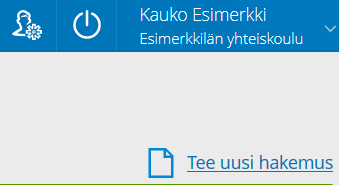 Kauko Esimerkki
Esimerkkilän yhteiskoulu
Tee uusi hakemus